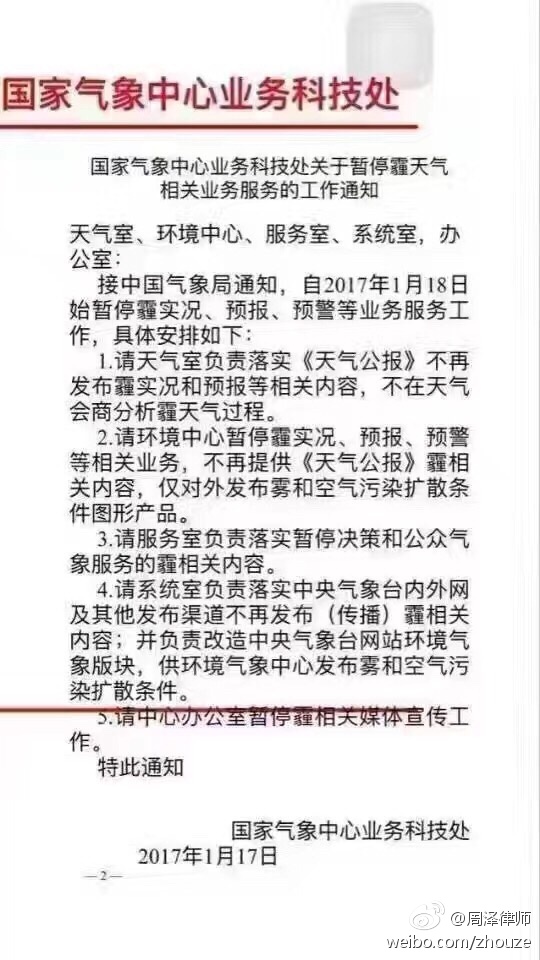 国家气象中心业务科技处
国家气象中心业务科技处关于暂停霾天气
相关业务服务的工作通知
天气室、环境中心、服务室、系统室，办
公室：
接中国气象局通知，自2017年1月18日
始暂停霾实况、预报、预警等业务服务工
作，具体安排如下：
1.请天气室负责落实《天气公报》不再
发布霾实况和预报等相关内容，不在天气
会商分析霾天气过程。
2.请环境中心暂停霾实况、预报、预警
等相关业务，不再提供《天气公报》霾相
关内容，仅对外发布雾和空气污染扩散条
件图形产品。
3.请服务室负责落实暂停决策和公众气
象服务的霾相关内容。
4.请系统室负责落实中央气象台内外网
及其他发布渠道不再发布（传播）霾相关
内容；并负责改造中央气象台网站环境气
象版块，供环境气象中心发布雾和空气污
染扩散条件。
5.请中心办公室暂停霾相关媒体宣传工
作。
特此通知
国家气象中心业务科技处
2017年1月17日
—2—
@周泽律师
weibo.com/zhouze